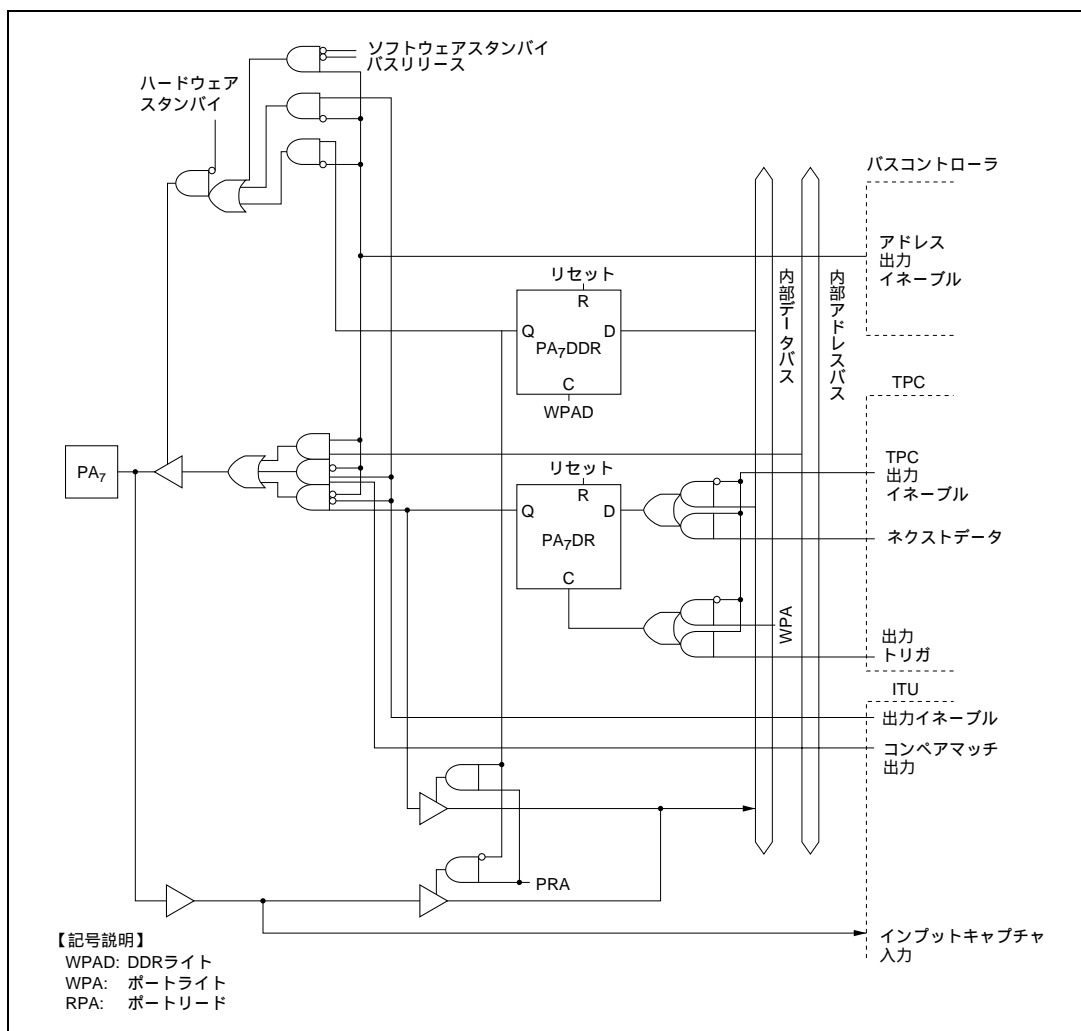 ソフトウェアスタンバイ
バスリリース
ハードウェア
スタンバイ
バスコントローラ
アドレス
出力
イネーブル
内部データバス
内部アドレスバス
リセット
R
Q
D
PA7DDR
C
WPAD
TPC
PA7
TPC
出力
イネーブル
リセット
R
Q
D
PA7DR
C
ネクストデータ
WPA
出力
トリガ
ITU
出力イネーブル
コンペアマッチ
出力
PRA
インプットキャプチャ
入力
【記号説明】
WPAD: DDRライト
WPA: ポートライト
RPA: ポートリード